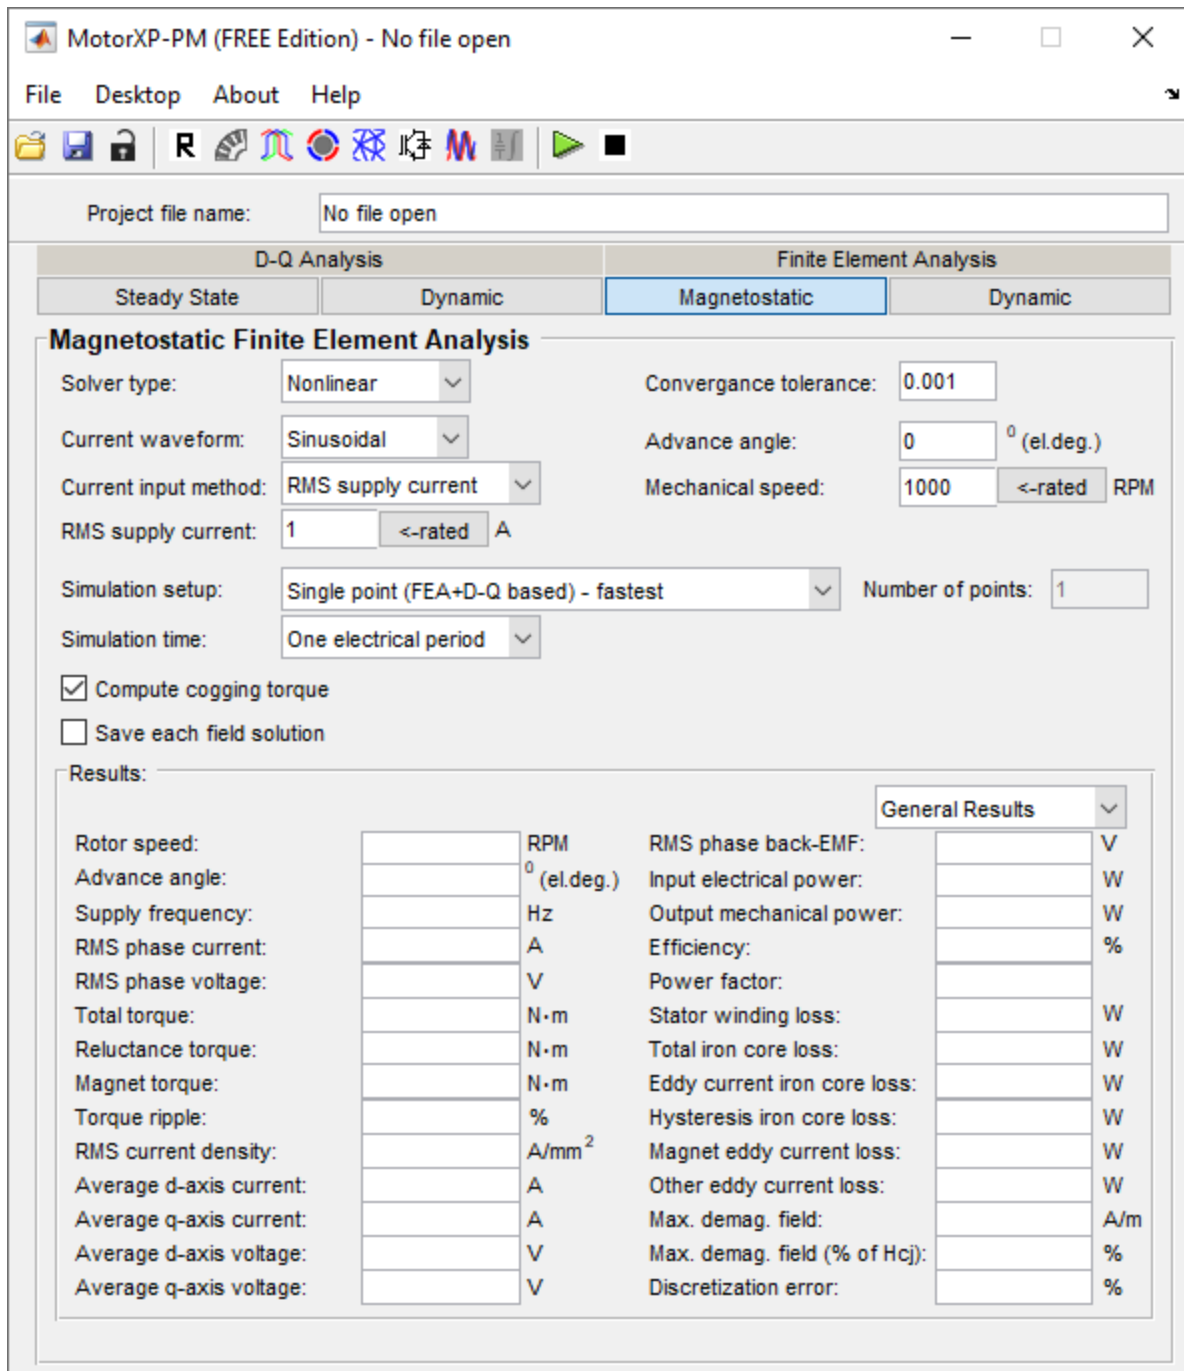 MotorXP-PM (FREE Edition) - No file open
File Desktop About Help
R
Project file name: No file open
D-Q Analysis Finite Element Analysis
Steady State Dynamic Magnetostatic Dynamic
Magnetostatic Finite Element Analysis
Solver type: Nonlinear Convergance tolerance: 0.001
Current waveform: Sinusoidal Advance angle: 0 ⁰ (el.deg.)
Current input method: RMS supply current Mechanical speed: 1000 <-rated RPM
RMS supply current: 1 <-rated A
Simulation setup: Single point (FEA+D-Q based) - fastest Number of points: 1
Simulation time: One electrical period
Compute cogging torque
Save each field solution
Results:
General Results
Rotor speed: RPM RMS phase back-EMF: V
Advance angle: ⁰ (el.deg.) Input electrical power: W
Supply frequency: Hz Output mechanical power: W
RMS phase current: A Efficiency: %
RMS phase voltage: V Power factor:
Total torque: N·m Stator winding loss: W
Reluctance torque: N·m Total iron core loss: W
Magnet torque: N·m Eddy current iron core loss: W
Torque ripple: % Hysteresis iron core loss: W
RMS current density: A/mm² Magnet eddy current loss: W
Average d-axis current: A Other eddy current loss: W
Average q-axis current: A Max. demag. field: A/m
Average d-axis voltage: V Max. demag. field (% of Hcj): %
Average q-axis voltage: V Discretization error: %